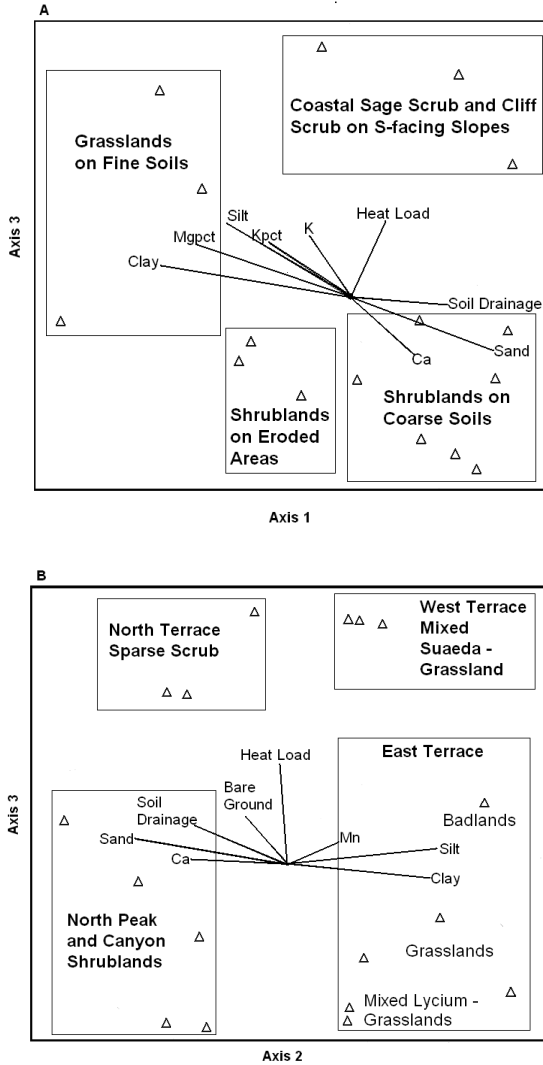 A
Coastal Sage Scrub and Cliff
Scrub on S-facing Slopes
Grasslands
on Fine Soils
Silt
Heat Load
K
Mgpct
Kpct
Clay
Axis 3
Soil Drainage
Sand
Ca
Shrublands on
Coarse Soils
Shrublands
on Eroded
Areas
Axis 1
B
West Terrace
Mixed
Suaeda -
Grassland
North Terrace
Sparse Scrub
East Terrace
Heat Load
Bare
Ground
Soil
Drainage
Axis 3
Badlands
Sand
Mn
Silt
Ca
Clay
North Peak
and Canyon
Shrublands
Grasslands
Mixed Lycium -
Grasslands
Axis 2